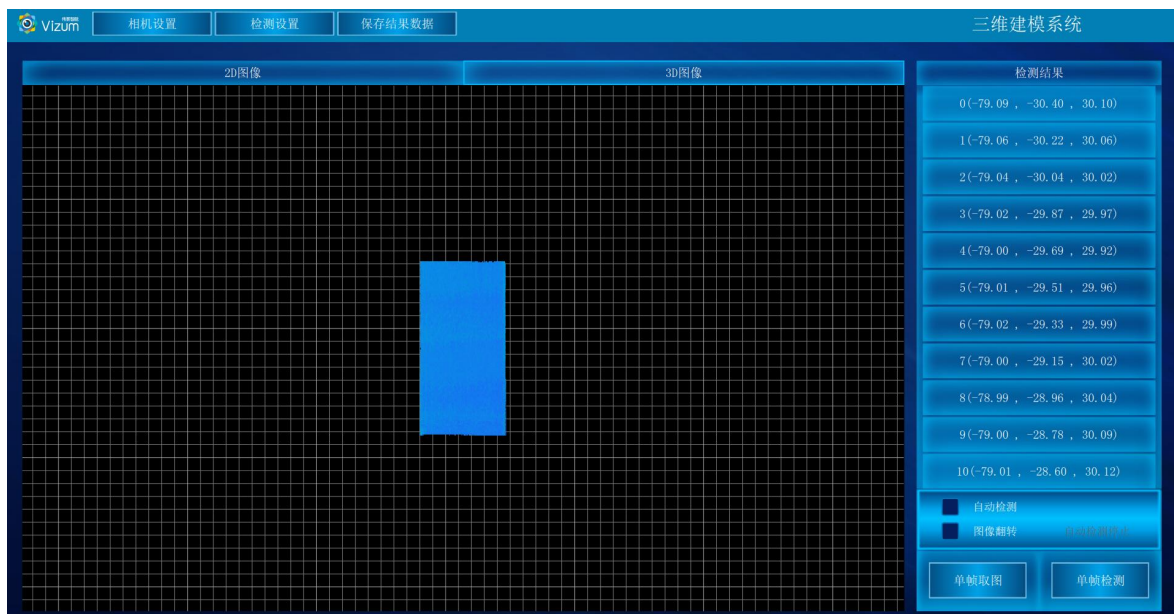 Vizum
相机设置
检测设置
保存结果数据
三维建模系统
2D图像
3D图像
检测结果
0(-79.09 , -30.40 , 30.10)
1(-79.06 , -30.22 , 30.06)
2(-79.04 , -30.04 , 30.02)
3(-79.02 , -29.87 , 29.97)
4(-79.00 , -29.69 , 29.92)
5(-79.01 , -29.51 , 29.96)
6(-79.02 , -29.33 , 29.99)
7(-79.00 , -29.15 , 30.02)
8(-78.99 , -28.96 , 30.04)
9(-79.00 , -28.78 , 30.09)
10(-79.01 , -28.60 , 30.12)
自动检测
图像翻转
自动检测停止
单帧取图
单帧检测